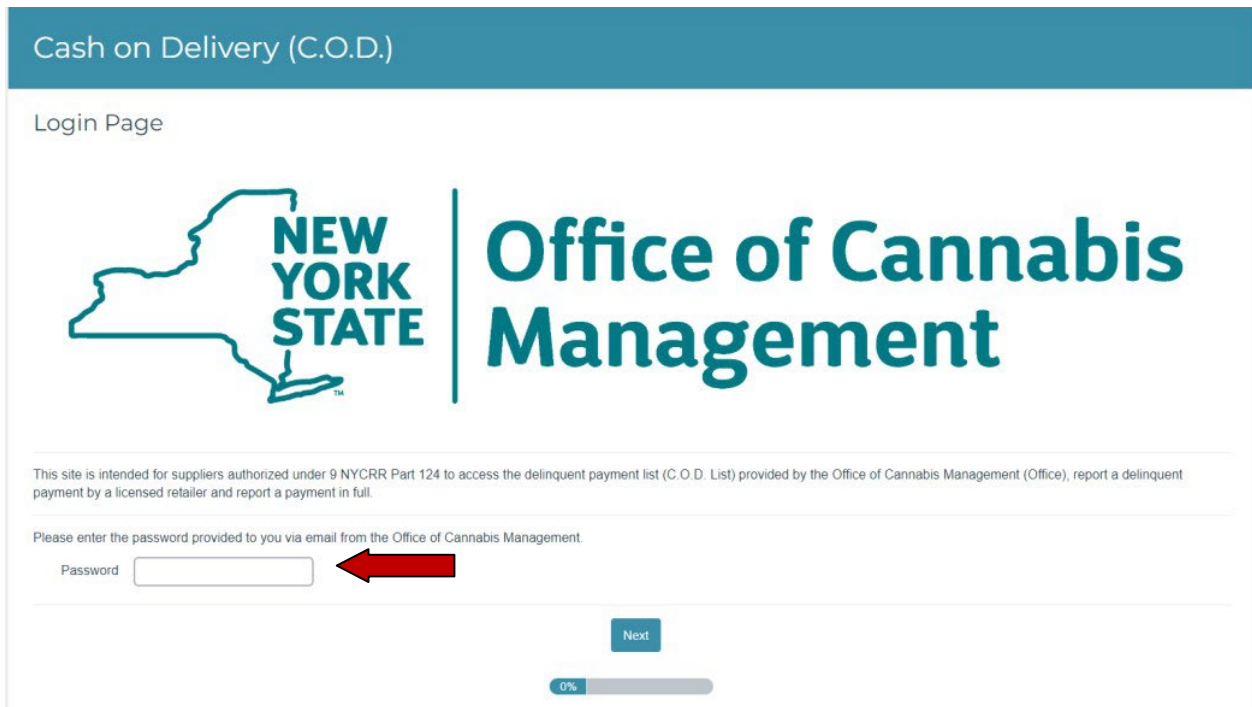 Cash on Delivery (C.O.D.)
Login Page
NEW
YORK
STATE
TM
Office of Cannabis
Management
This site is intended for suppliers authorized under 9 NYCRR Part 124 to access the delinquent payment list (C.O.D. List) provided by the Office of Cannabis Management (Office), report a delinquent
payment by a licensed retailer and report a payment in full.
Please enter the password provided to you via email from the Office of Cannabis Management.
Password
Next
0%